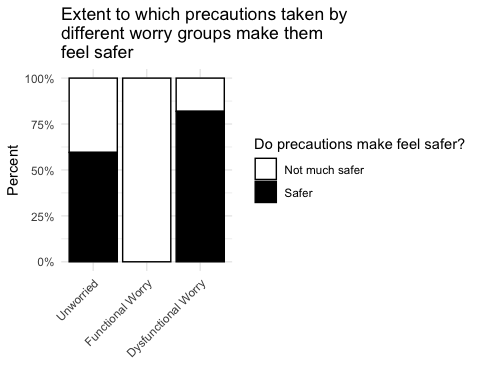 Extent to which precautions taken by
different worry groups make them
feel safer
100%
75%
50%
25%
0%
Percent
Unworried
Functional Worry
Dysfunctional Worry
Do precautions make feel safer?
Not much safer
Safer